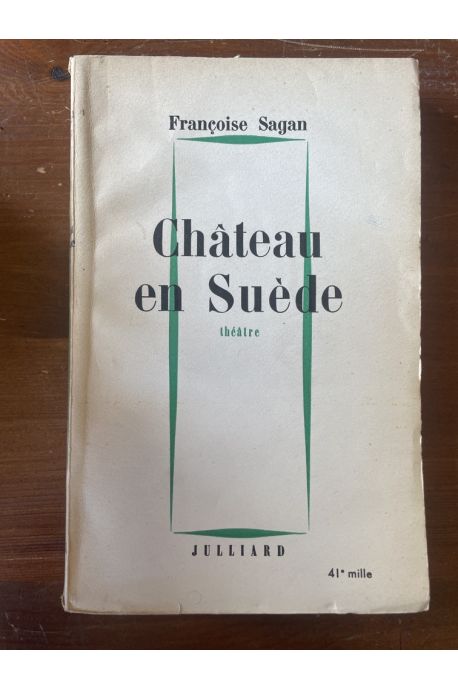 Françoise Sagan
Château
en Suède
théâtre
JULLIARD
41e mille